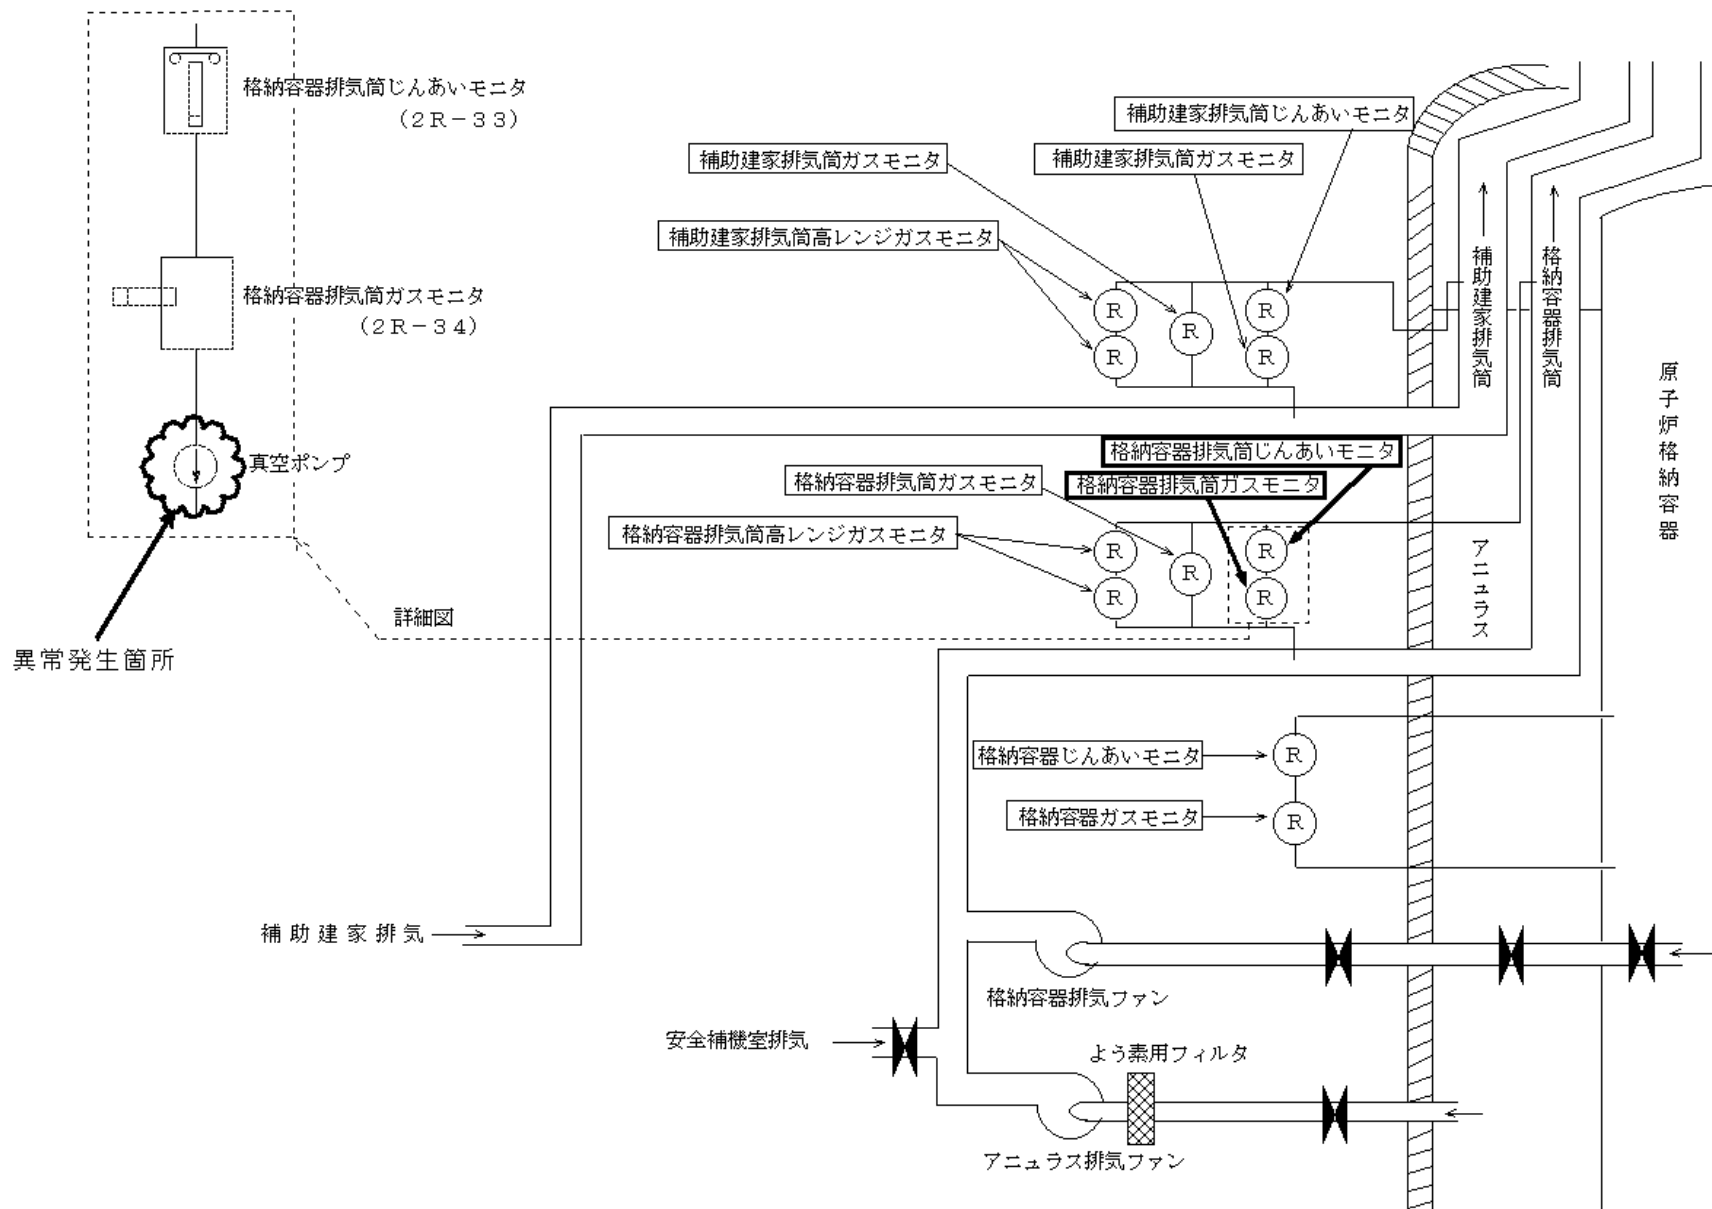 格納容器排気筒じんあいモニタ
(2R-33)
格納容器排気筒ガスモニタ
(2R-34)
真空ポンプ
異常発生箇所
詳細図
補助建家排気筒じんあいモニタ
補助建家排気筒ガスモニタ
補助建家排気筒ガスモニタ
補助建家排気筒高レンジガスモニタ
R
R
R
R
R
補助建家排気筒
格納容器排気筒
原子炉格納容器
格納容器排気筒じんあいモニタ
格納容器排気筒ガスモニタ
格納容器排気筒ガスモニタ
格納容器排気筒高レンジガスモニタ
R
R
R
R
R
アニュラス
格納容器じんあいモニタ
R
格納容器ガスモニタ
R
補助建家排気
格納容器排気ファン
安全補機室排気
よう素用フィルタ
アニュラス排気ファン